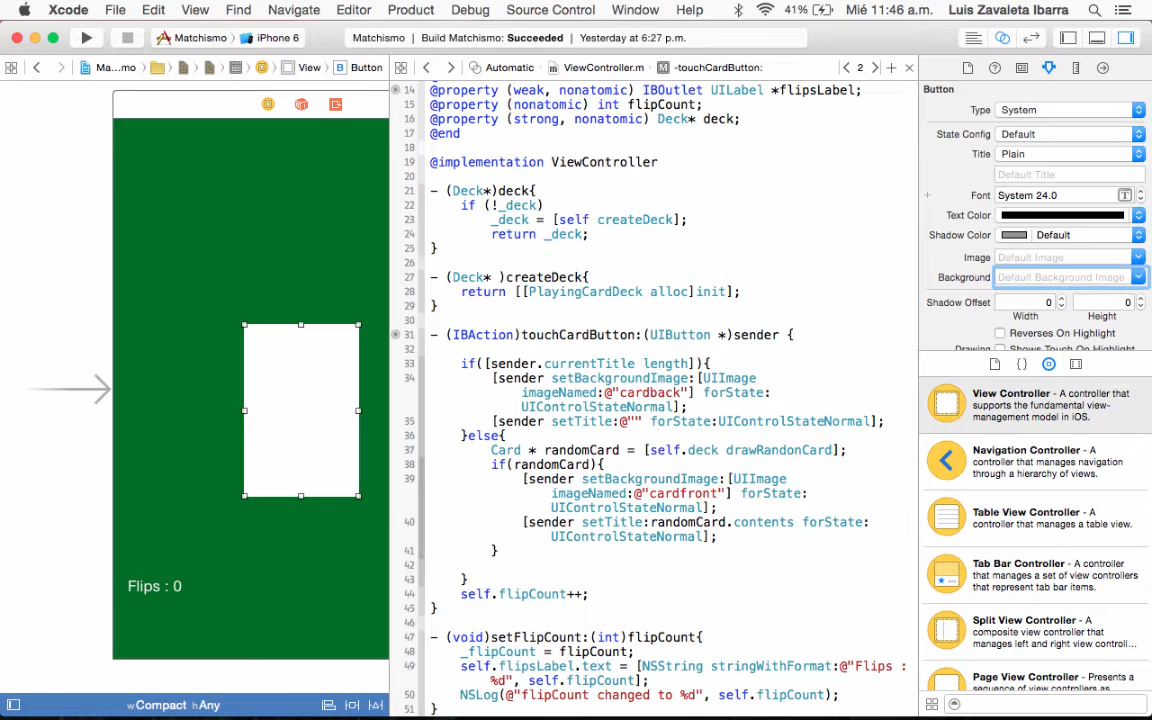 Xcode File Edit View Find Navigate Editor Product Debug Source Control Window Help 41% Mié 11:46 a.m. Luis Zavaleta Ibarra
Matchismo iPhone 6 Matchismo Build Matchismo: Succeeded Yesterday at 6:27 p.m.
Ma...mo View B Button Automatic ViewController.m M -touchCardButton: 2
14 @property (weak, nonatomic) IBOutlet UILabel *flipsLabel;
15 @property (nonatomic) int flipCount;
16 @property (strong, nonatomic) Deck* deck;
17 @end
18
19 @implementation ViewController
20
21 - (Deck*)deck{
22 if (!_deck)
23 _deck = [self createDeck];
24 return _deck;
25 }
26
27 - (Deck* )createDeck{
28 return [[PlayingCardDeck alloc]init];
29 }
30
31 - (IBAction)touchCardButton:(UIButton *)sender {
32
33 if([sender.currentTitle length]){
34 [sender setBackgroundImage:[UIImage
imageNamed:@"cardback"] forState:
UIControlStateNormal];
35 [sender setTitle:@"" forState:UIControlStateNormal];
36 }else{
37 Card * randomCard = [self.deck drawRandonCard];
38 if(randomCard){
39 [sender setBackgroundImage:[UIImage
imageNamed:@"cardfront"] forState:
UIControlStateNormal];
40 [sender setTitle:randomCard.contents forState:
UIControlStateNormal];
41 }
42
43 }
44 self.flipCount++;
45 }
46
47 - (void)setFlipCount:(int)flipCount{
48 _flipCount = flipCount;
49 self.flipsLabel.text = [NSString stringWithFormat:@"Flips :
%d", self.flipCount];
50 NSLog(@"flipCount changed to %d", self.flipCount);
51 }
Flips : 0
wCompact hAny
Button
Type System
State Config Default
Title Plain
Default Title
Font System 24.0
Text Color
Shadow Color Default
Image Default Image
Background Default Background Image
Shadow Offset 0 0
Width Height
Reverses On Highlight
Drawing Shows Touch On Highlight
View Controller - A controller that
supports the fundamental view-
management model in iOS.
Navigation Controller - A
controller that manages navigation
through a hierarchy of views.
Table View Controller - A
controller that manages a table view.
Tab Bar Controller - A controller
that manages a set of view controllers
that represent tab bar items.
Split View Controller - A
composite view controller that
manages left and right view controll...
Page View Controller - Presents a
sequence of view controllers as